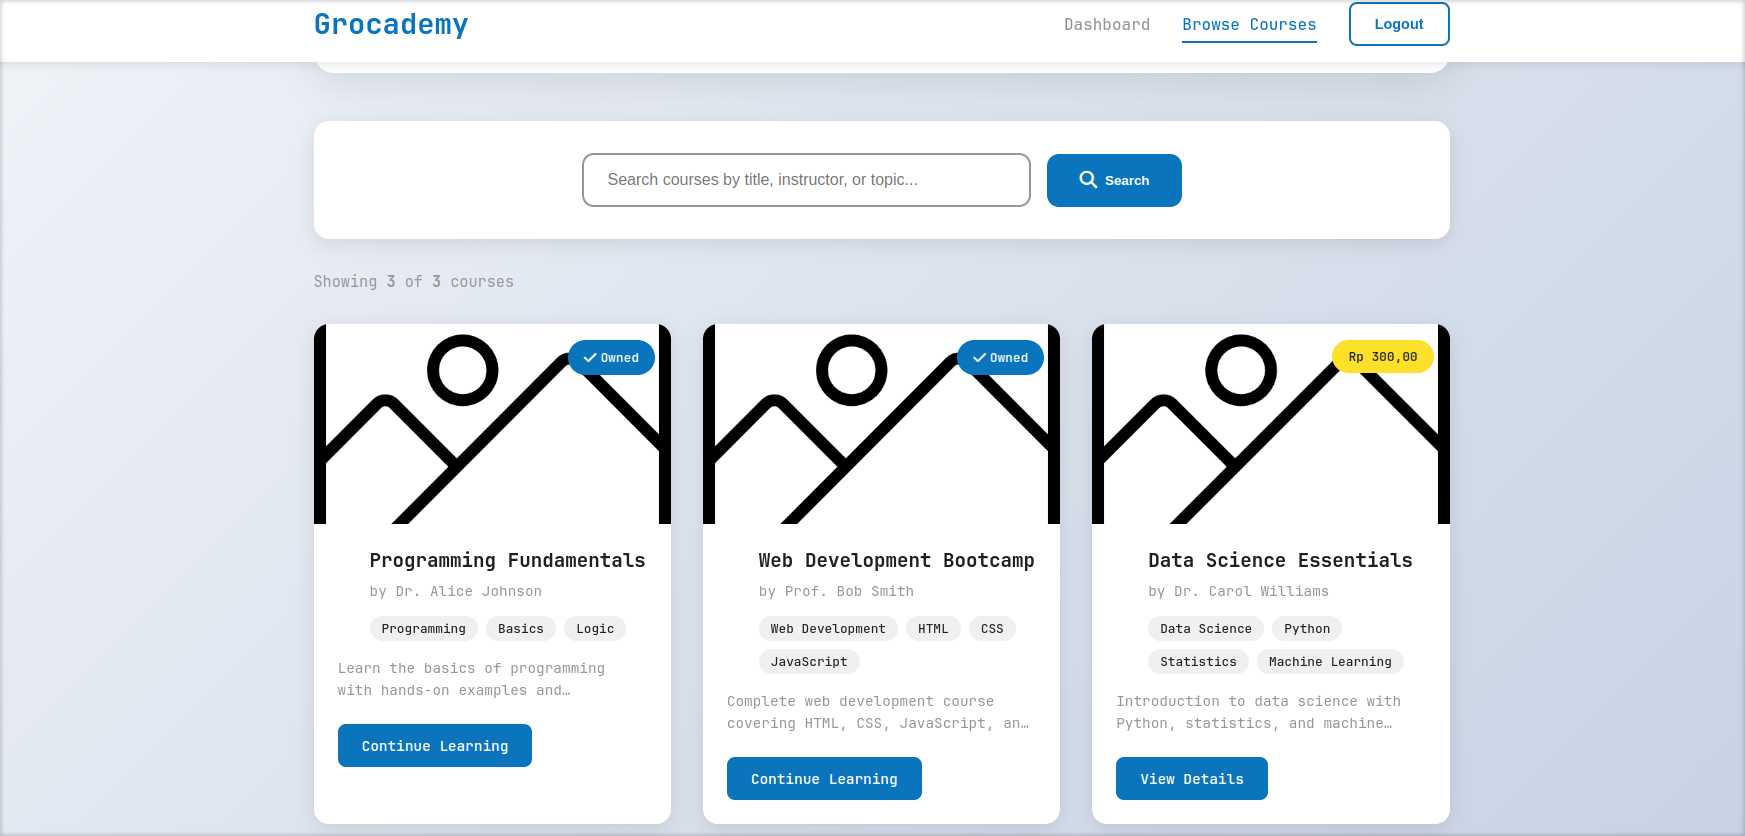 Grocademy
Dashboard
Browse Courses
Logout
Search courses by title, instructor, or topic...
Search
Showing 3 of 3 courses
Owned
Programming Fundamentals
by Dr. Alice Johnson
Programming
Basics
Logic
Learn the basics of programming
with hands-on examples and…
Continue Learning
Owned
Web Development Bootcamp
by Prof. Bob Smith
Web Development
HTML
CSS
JavaScript
Complete web development course
covering HTML, CSS, JavaScript, an…
Continue Learning
Rp 300,00
Data Science Essentials
by Dr. Carol Williams
Data Science
Python
Statistics
Machine Learning
Introduction to data science with
Python, statistics, and machine…
View Details